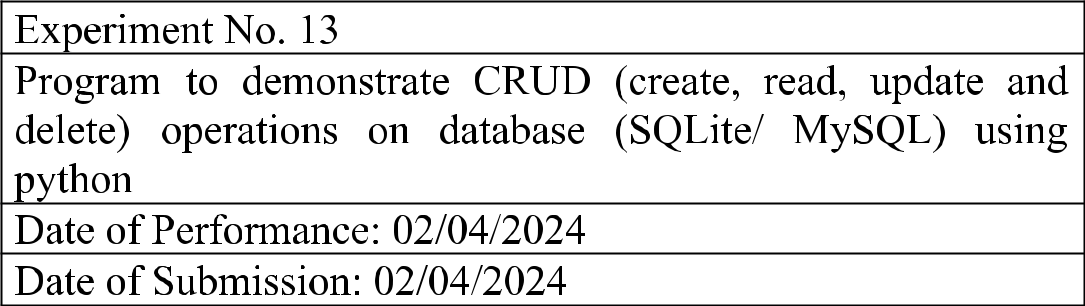 Experiment No. 13
Program to demonstrate CRUD (create, read, update and
delete) operations on database (SQLite/ MySQL) using
python
Date of Performance: 02/04/2024
Date of Submission: 02/04/2024